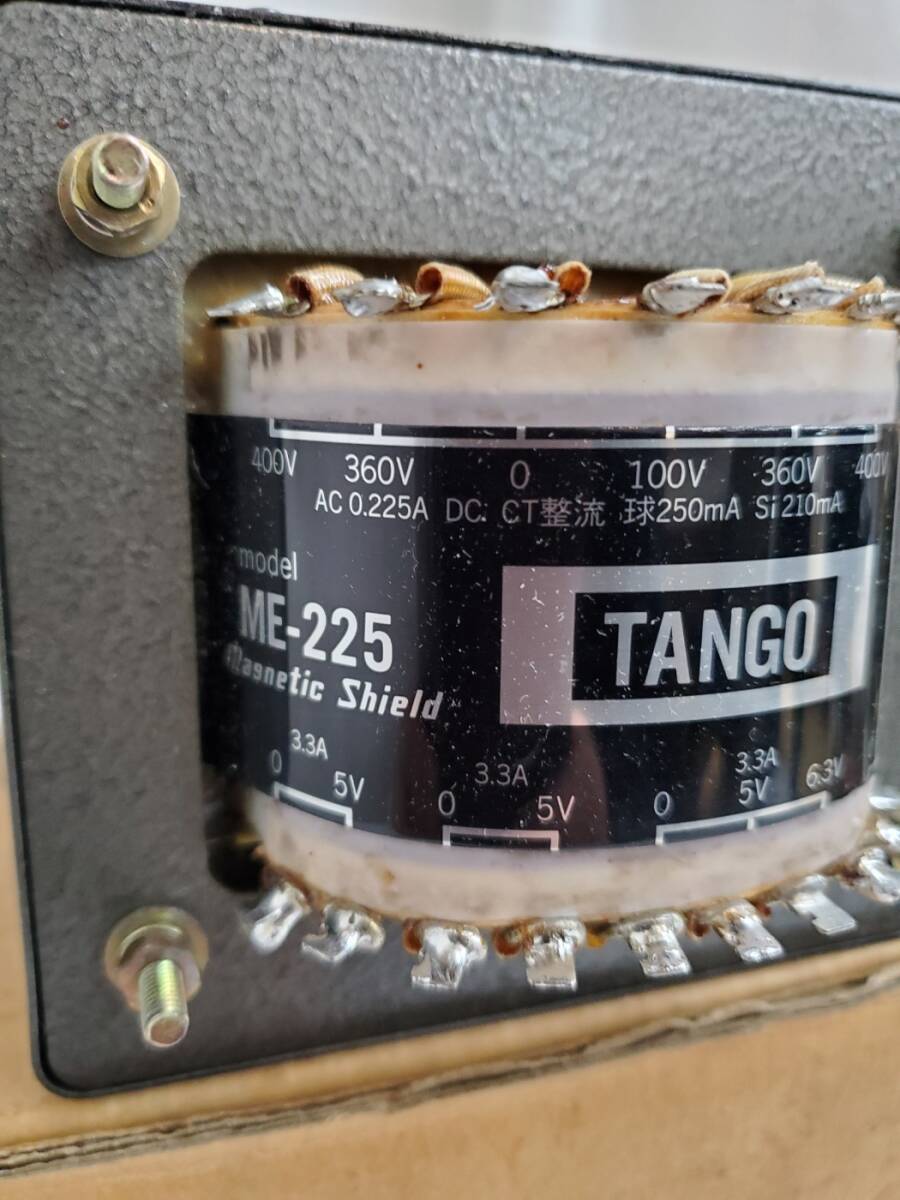 400V 360V 0 100V 360V 400V
AC 0.225A DC. CT整流 球250mA Si 210mA
model
ME-225
Magnetic Shield
TANGO
3.3A 3.3A 3.3A
0 5V 0 5V 0 5V 6.3V